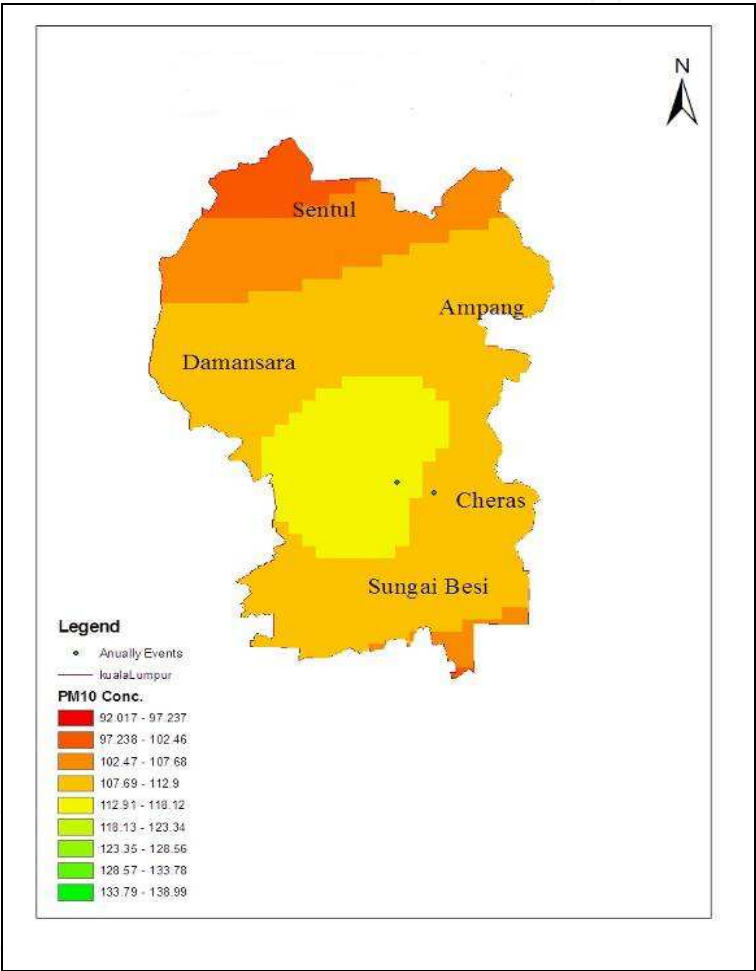 N
Sentul
Ampang
Damansara
Cheras
Sungai Besi
Legend
Anually Events
kualaLumpur
PM10 Conc.
92.017 - 97.237
97.238 - 102.46
102.47 - 107.68
107.69 - 112.9
112.91 - 118.12
118.13 - 123.34
123.35 - 128.56
128.57 - 133.78
133.79 - 138.99